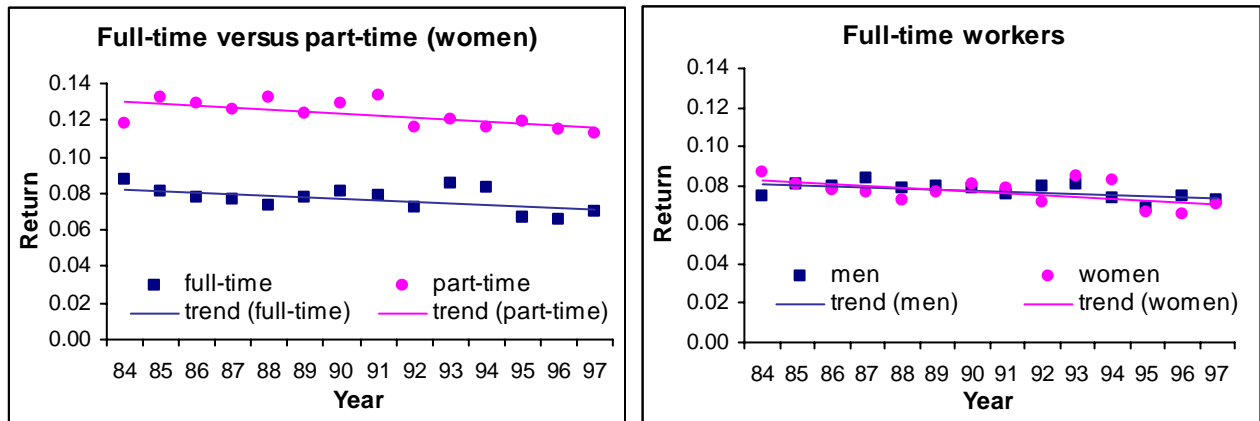 Full-time versus part-time (women)
0.14
0.12
0.10
0.08
0.06
0.04
0.02
0.00
Return
full-time
part-time
trend (full-time)
trend (part-time)
84 85 86 87 88 89 90 91 92 93 94 95 96 97
Year
Full-time workers
0.14
0.12
0.10
0.08
0.06
0.04
0.02
0.00
Return
men
women
trend (men)
trend (women)
84 85 86 87 88 89 90 91 92 93 94 95 96 97
Year